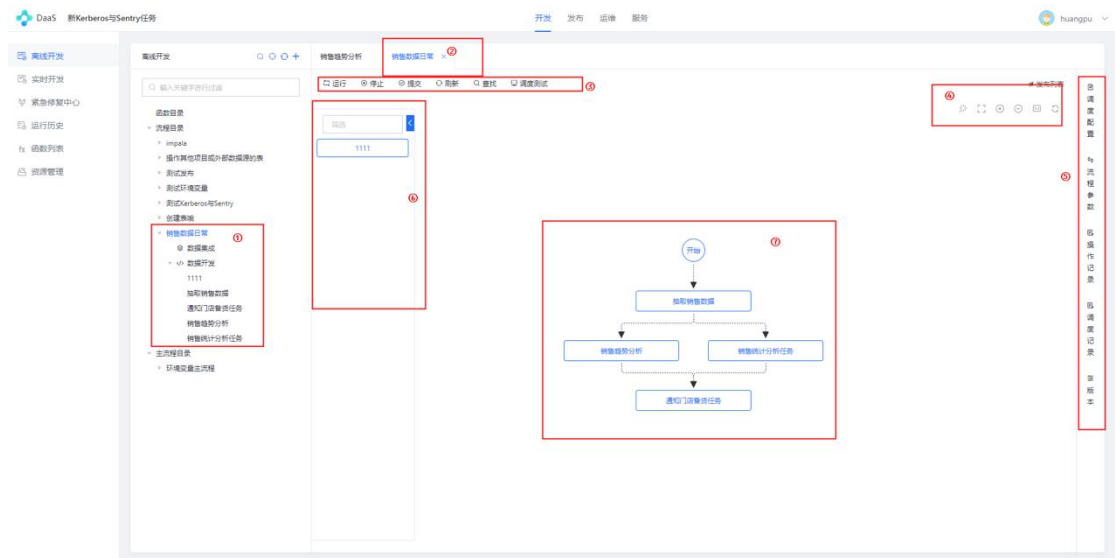 DaaS 新Kerberos与Sentry任务
开发 发布 运维 服务
huangpu
离线开发
实时开发
紧急修复中心
运行历史
fx 函数列表
资源管理
离线开发
输入关键字进行过滤
函数目录
流程目录
impala
操作其他项目或外部数据源的表
测试发布
测试环境变量
测试Kerberos与Sentry
创建表哦
销售数据日常
①
数据集成
</> 数据开发
1111
抽取销售数据
通知门店备货任务
销售趋势分析
销售统计分析任务
主流程目录
环境变量主流程
销售趋势分析 销售数据日常 × ②
运行 停止 提交 刷新 查找 调度测试 ③
发布列表
④
筛选
1111
⑥
⑦
开始
抽取销售数据
销售趋势分析 销售统计分析任务
通知门店备货任务
调度配置
⑤
流程参数
操作记录
调度记录
版本